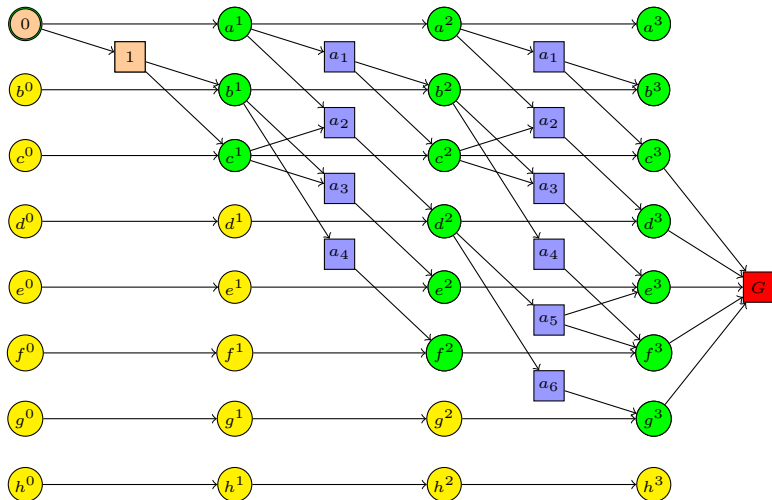 0 a¹ a² a³
1 a₁ a₁
b⁰ b¹ b² b³
a₂ a₂
c⁰ c¹ c² c³
a₃ a₃
d⁰ d¹ d² d³
a₄ a₄
e⁰ e¹ e² e³ G
a₅
f⁰ f¹ f² f³
a₆
g⁰ g¹ g² g³
h⁰ h¹ h² h³